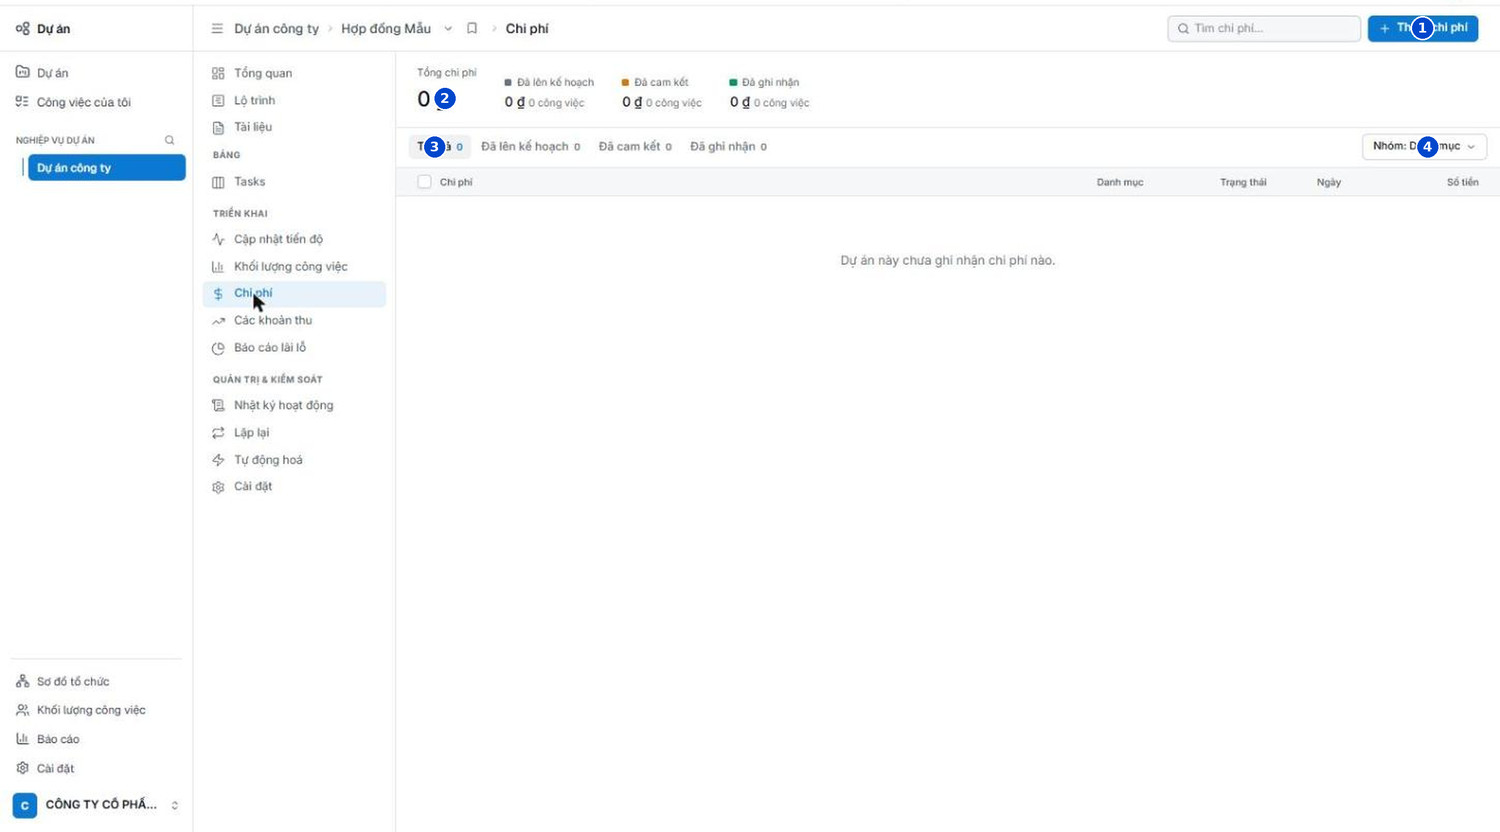 Dự án
Dự án công ty › Hợp đồng Mẫu › Chi phí
Tìm chi phí...
1
chi phí
Dự án
Công việc của tôi
NGHIỆP VỤ DỰ ÁN
Dự án công ty
Tổng quan
Lộ trình
Tài liệu
BẢNG
Tasks
TRIỂN KHAI
Cập nhật tiến độ
Khối lượng công việc
Chi phí
Các khoản thu
Báo cáo lãi lỗ
QUẢN TRỊ & KIỂM SOÁT
Nhật ký hoạt động
Lặp lại
Tự động hoá
Cài đặt
Tổng chi phí
0 2
Đã lên kế hoạch
0 ₫ 0 công việc
Đã cam kết
0 ₫ 0 công việc
Đã ghi nhận
0 ₫ 0 công việc
3 0
Đã lên kế hoạch 0
Đã cam kết 0
Đã ghi nhận 0
Nhóm: D 4 mục
Chi phí
Danh mục
Trạng thái
Ngày
Số tiền
Dự án này chưa ghi nhận chi phí nào.
Sơ đồ tổ chức
Khối lượng công việc
Báo cáo
Cài đặt
C
CÔNG TY CỔ PHẦ...